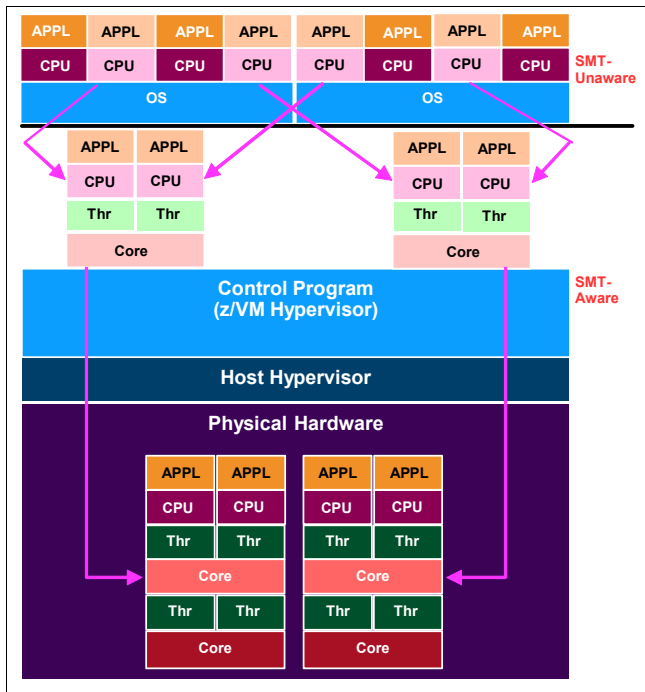 APPL APPL APPL APPL APPL APPL APPL APPL
CPU CPU CPU CPU CPU CPU CPU CPU
SMT-
Unaware
OS OS
APPL APPL APPL APPL
CPU CPU CPU CPU
Thr Thr Thr Thr
Core Core
Control Program
(z/VM Hypervisor)
SMT-
Aware
Host Hypervisor
Physical Hardware
APPL APPL APPL APPL
CPU CPU CPU CPU
Thr Thr Thr Thr
Core Core
Thr Thr Thr Thr
Core Core